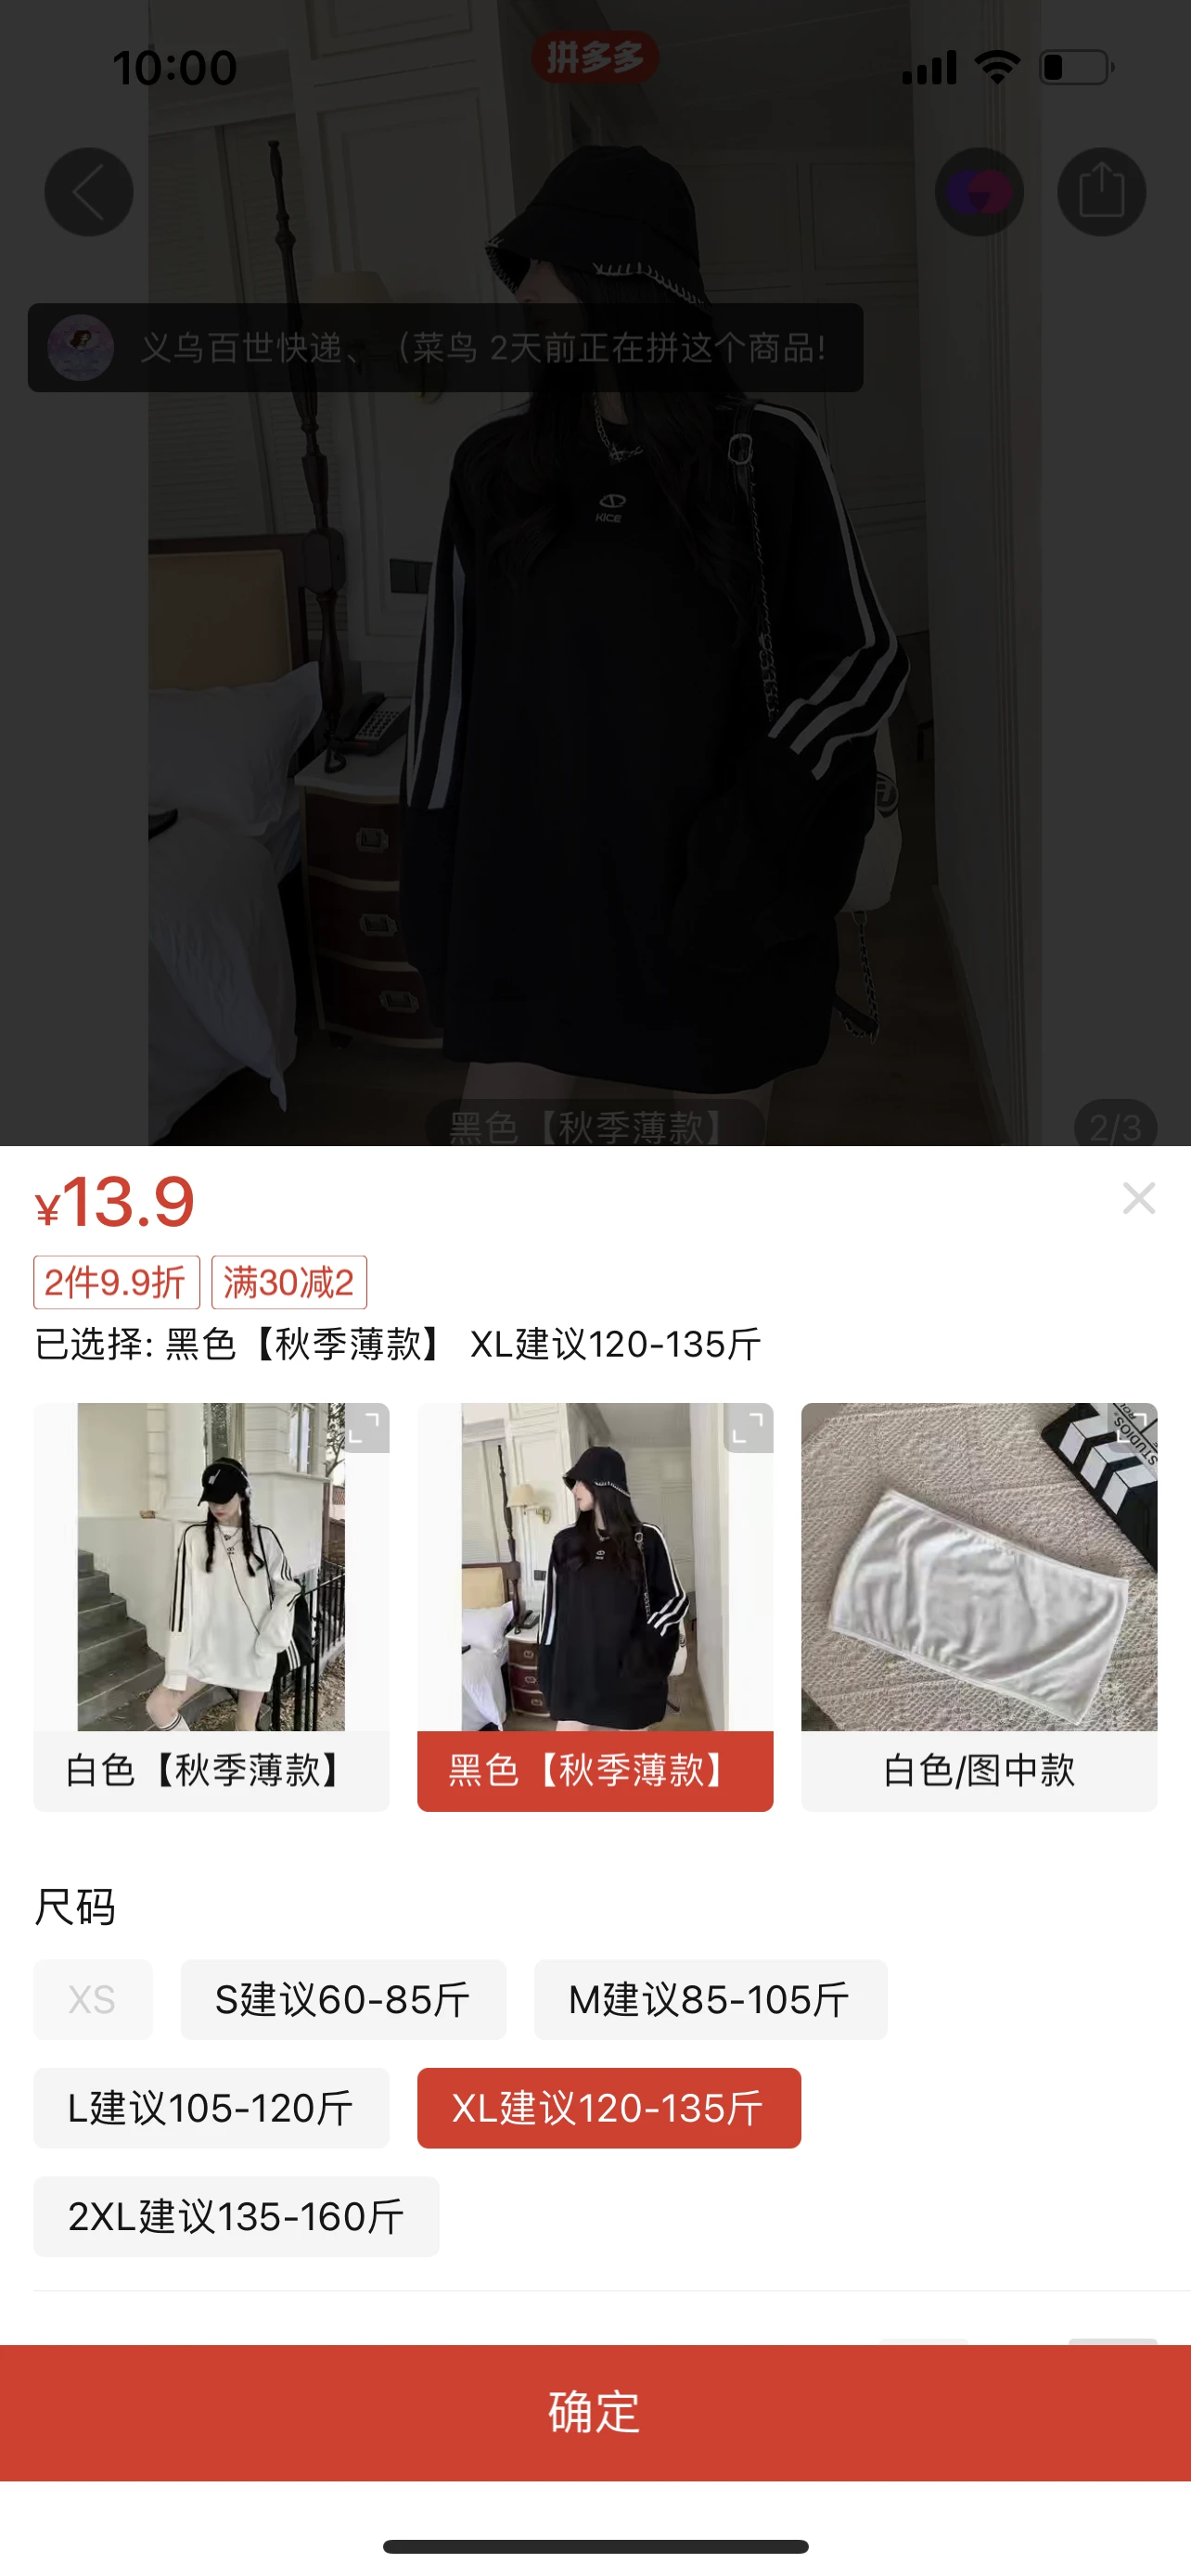 10:00
拼多多
义乌百世快递、（菜鸟 2天前正在拼这个商品!
KICE
黑色【秋季薄款】
2/3
¥13.9
2件9.9折 满30减2
已选择: 黑色【秋季薄款】 XL建议120-135斤
STUDIOS
白色【秋季薄款】 黑色【秋季薄款】 白色/图中款
尺码
XS S建议60-85斤 M建议85-105斤
L建议105-120斤 XL建议120-135斤
2XL建议135-160斤
确定